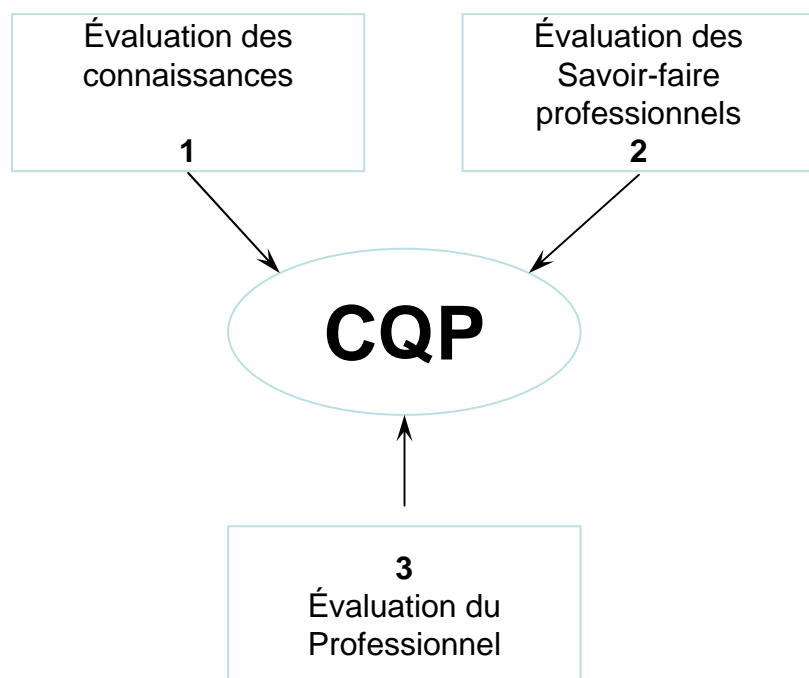 Évaluation des
connaissances
1
Évaluation des
Savoir-faire
professionnels
2
CQP
3
Évaluation du
Professionnel